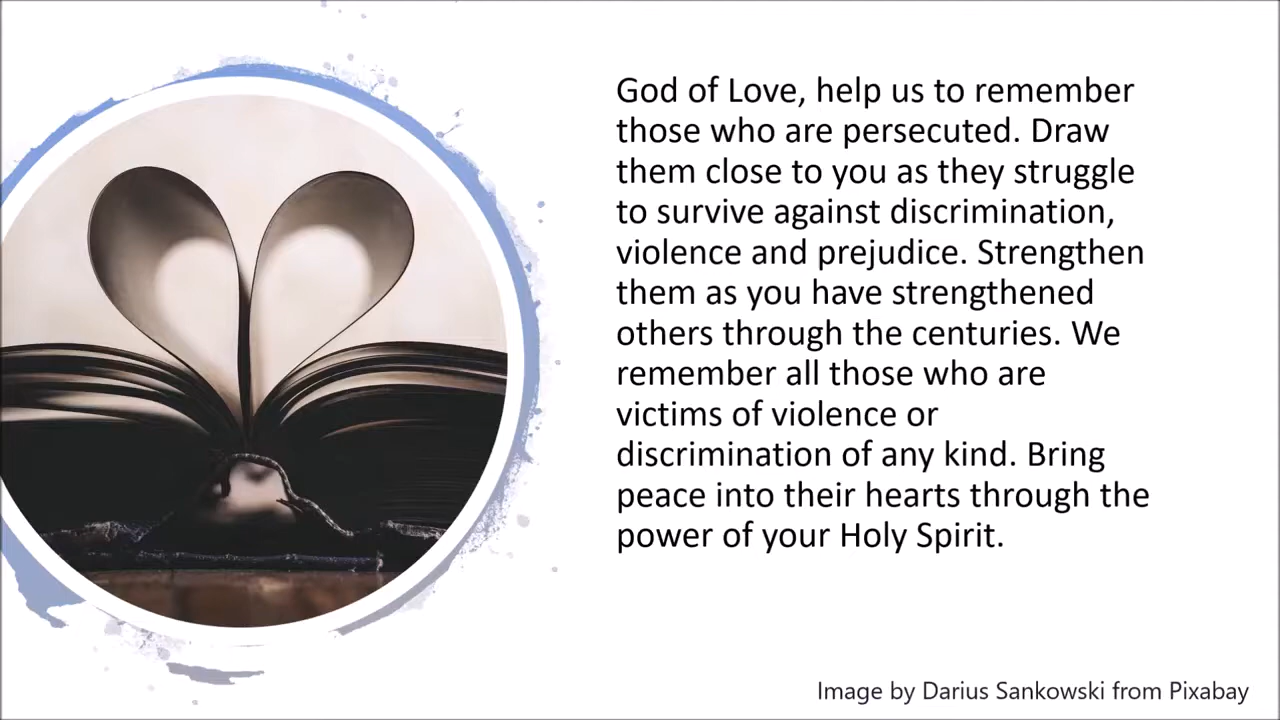 God of Love, help us to remember
those who are persecuted. Draw
them close to you as they struggle
to survive against discrimination,
violence and prejudice. Strengthen
them as you have strengthened
others through the centuries. We
remember all those who are
victims of violence or
discrimination of any kind. Bring
peace into their hearts through the
power of your Holy Spirit.
Image by Darius Sankowski from Pixabay